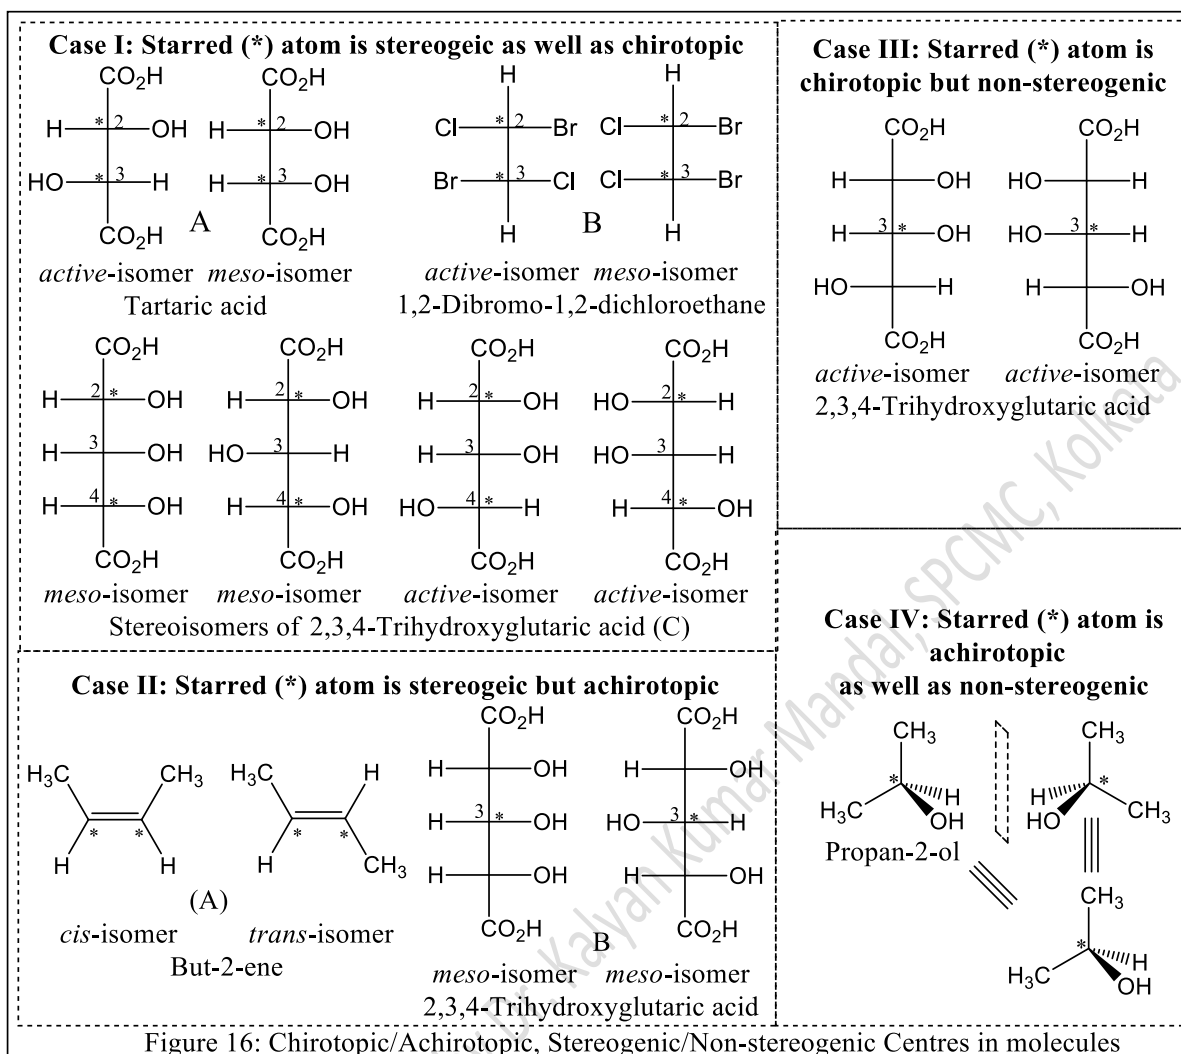 Case I: Starred (*) atom is stereogeic as well as chirotopic
CO2H CO2H H H
H * 2 OH H * 2 OH Cl * 2 Br Cl * 2 Br
HO * 3 H H * 3 OH Br * 3 Cl Cl * 3 Br
CO2H A CO2H H B H
active-isomer meso-isomer active-isomer meso-isomer
Tartaric acid 1,2-Dibromo-1,2-dichloroethane
CO2H CO2H CO2H CO2H
H 2 * OH H 2 * OH H 2 * OH HO 2 * H
H 3 OH HO 3 H H 3 OH HO 3 H
H 4 * OH H 4 * OH HO 4 * H H 4 * OH
CO2H CO2H CO2H CO2H
meso-isomer meso-isomer active-isomer active-isomer
Stereoisomers of 2,3,4-Trihydroxyglutaric acid (C)
Case II: Starred (*) atom is stereogeic but achirotopic
H3C CH3 H3C H
* * * *
H H H CH3
(A)
cis-isomer trans-isomer
But-2-ene
CO2H CO2H
H OH H OH
H 3 * OH HO 3 * H
H OH H OH
CO2H B CO2H
meso-isomer meso-isomer
2,3,4-Trihydroxyglutaric acid
Case III: Starred (*) atom is
chirotopic but non-stereogenic
CO2H CO2H
H OH HO H
H 3 * OH HO 3 * H
HO H H OH
CO2H CO2H
active-isomer active-isomer
2,3,4-Trihydroxyglutaric acid
Case IV: Starred (*) atom is
achirotopic
as well as non-stereogenic
CH3 CH3
* H H *
H3C OH HO CH3
Propan-2-ol
CH3
* H
H3C OH
Dr. Kalyan Kumar Mandal, SPCMC, Kolkata
Figure 16: Chirotopic/Achirotopic, Stereogenic/Non-stereogenic Centres in molecules